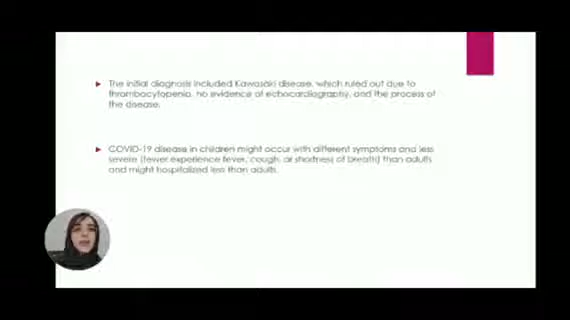 The initial diagnosis included Kawasaki disease, which ruled out due to
thrombocytopenia, no evidence of echocardiography, and the process of
the disease.
COVID-19 disease in children might occur with different symptoms and less
severe (fewer experience fever, cough, or shortness of breath) than adults
and might hospitalized less than adults.